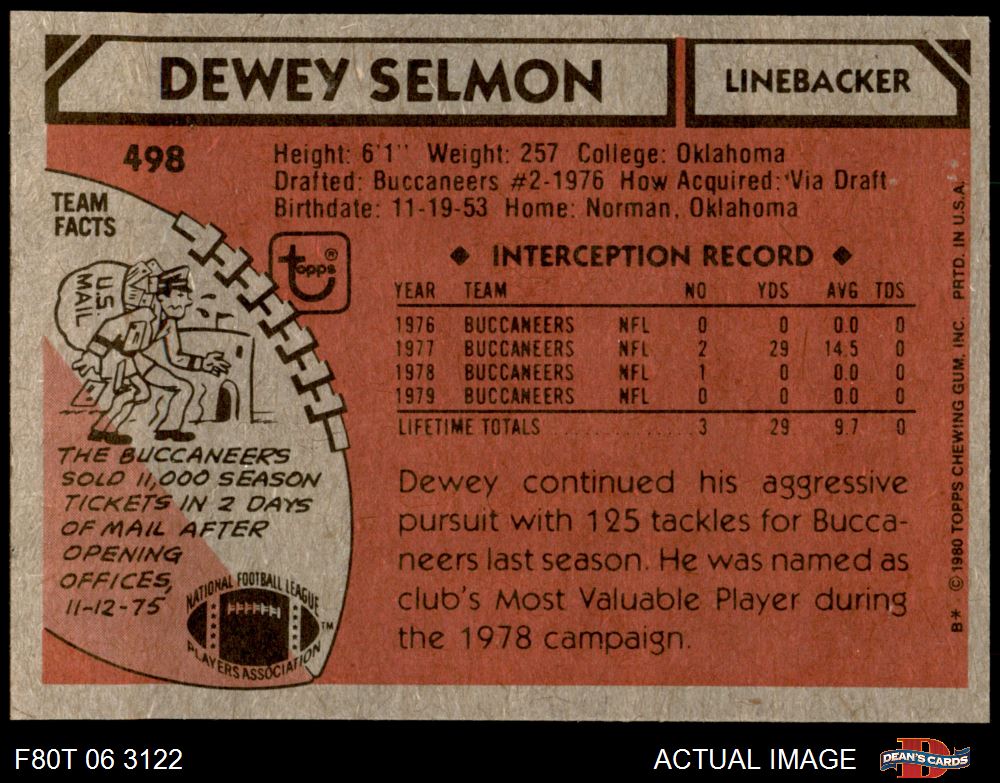 DEWEY SELMON
LINEBACKER
498
Height: 6'1" Weight: 257 College: Oklahoma
Drafted: Buccaneers #2-1976 How Acquired: Via Draft
Birthdate: 11-19-53 Home: Norman, Oklahoma
TEAM
FACTS
topps®
U.S.
MAIL
◆ INTERCEPTION RECORD ◆
YEAR TEAM NO YDS AVG TDS
1976 BUCCANEERS NFL 0 0 0.0 0
1977 BUCCANEERS NFL 2 29 14.5 0
1978 BUCCANEERS NFL 1 0 0.0 0
1979 BUCCANEERS NFL 0 0 0.0 0
LIFETIME TOTALS .............. 3 29 9.7 0
THE BUCCANEERS
SOLD 11,000 SEASON
TICKETS IN 2 DAYS
OF MAIL AFTER
OPENING
OFFICES,
11-12-75
NATIONAL FOOTBALL LEAGUE
PLAYERS ASSOCIATION
TM
Dewey continued his aggressive
pursuit with 125 tackles for Bucca-
neers last season. He was named as
club's Most Valuable Player during
the 1978 campaign.
B* © 1980 TOPPS CHEWING GUM, INC. PRTD. IN U.S.A.
F80T 06 3122
ACTUAL IMAGE
DEAN'S CARDS